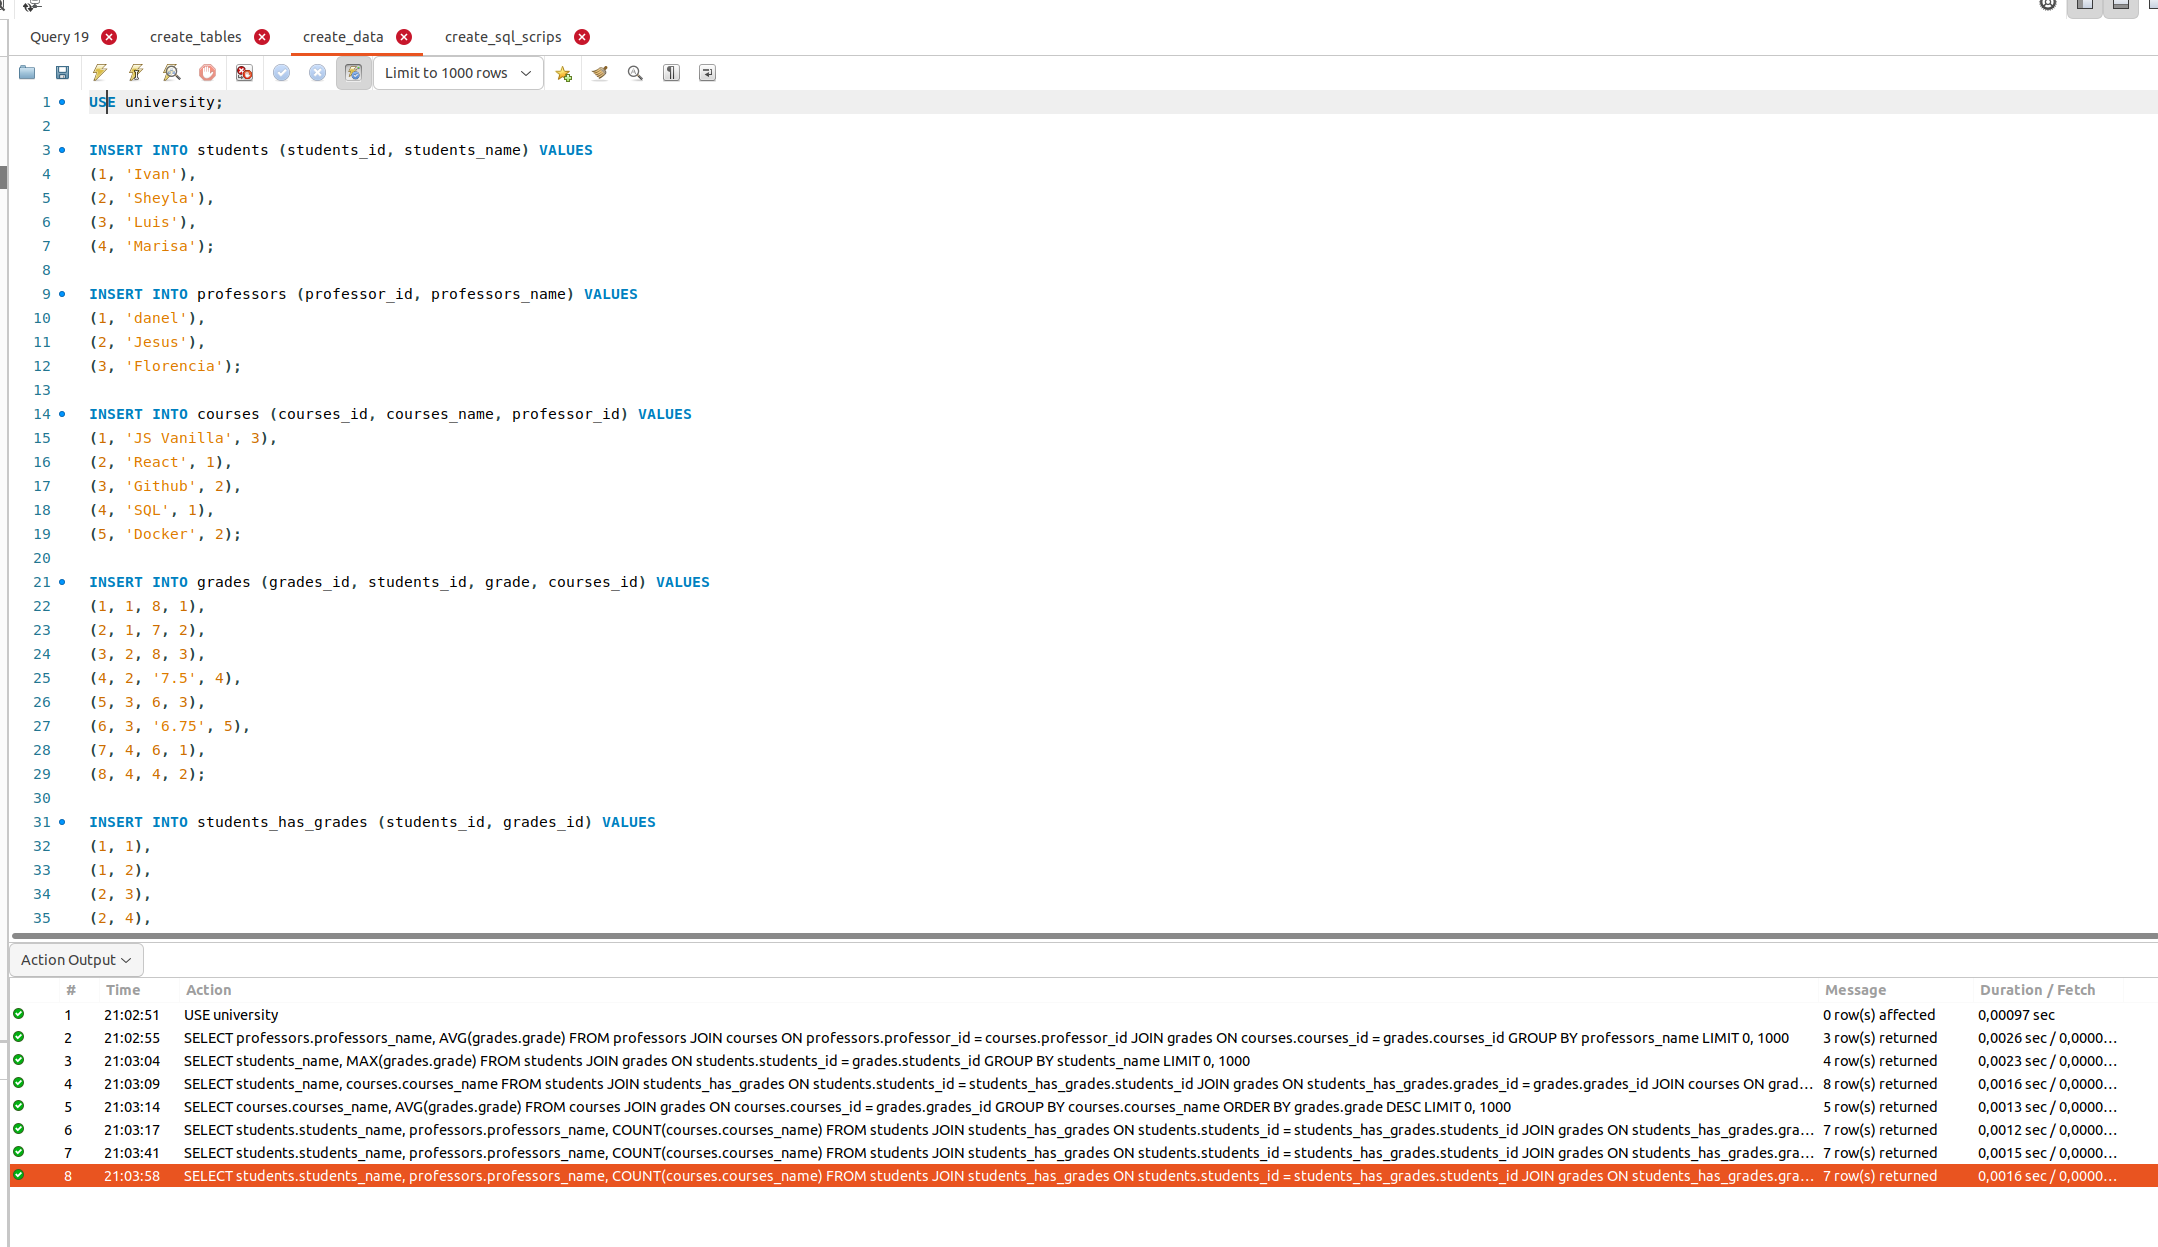 Query 19 create_tables create_data create_sql_scrips
Limit to 1000 rows
1 USE university;
2
3 INSERT INTO students (students_id, students_name) VALUES
4 (1, 'Ivan'),
5 (2, 'Sheyla'),
6 (3, 'Luis'),
7 (4, 'Marisa');
8
9 INSERT INTO professors (professor_id, professors_name) VALUES
10 (1, 'danel'),
11 (2, 'Jesus'),
12 (3, 'Florencia');
13
14 INSERT INTO courses (courses_id, courses_name, professor_id) VALUES
15 (1, 'JS Vanilla', 3),
16 (2, 'React', 1),
17 (3, 'Github', 2),
18 (4, 'SQL', 1),
19 (5, 'Docker', 2);
20
21 INSERT INTO grades (grades_id, students_id, grade, courses_id) VALUES
22 (1, 1, 8, 1),
23 (2, 1, 7, 2),
24 (3, 2, 8, 3),
25 (4, 2, '7.5', 4),
26 (5, 3, 6, 3),
27 (6, 3, '6.75', 5),
28 (7, 4, 6, 1),
29 (8, 4, 4, 2);
30
31 INSERT INTO students_has_grades (students_id, grades_id) VALUES
32 (1, 1),
33 (1, 2),
34 (2, 3),
35 (2, 4),
Action Output
# Time Action Message Duration / Fetch
1 21:02:51 USE university 0 row(s) affected 0,00097 sec
2 21:02:55 SELECT professors.professors_name, AVG(grades.grade) FROM professors JOIN courses ON professors.professor_id = courses.professor_id JOIN grades ON courses.courses_id = grades.courses_id GROUP BY professors_name LIMIT 0, 1000 3 row(s) returned 0,0026 sec / 0,0000...
3 21:03:04 SELECT students_name, MAX(grades.grade) FROM students JOIN grades ON students.students_id = grades.students_id GROUP BY students_name LIMIT 0, 1000 4 row(s) returned 0,0023 sec / 0,0000...
4 21:03:09 SELECT students_name, courses.courses_name FROM students JOIN students_has_grades ON students.students_id = students_has_grades.students_id JOIN grades ON students_has_grades.grades_id = grades.grades_id JOIN courses ON grad... 8 row(s) returned 0,0016 sec / 0,0000...
5 21:03:14 SELECT courses.courses_name, AVG(grades.grade) FROM courses JOIN grades ON courses.courses_id = grades.grades_id GROUP BY courses.courses_name ORDER BY grades.grade DESC LIMIT 0, 1000 5 row(s) returned 0,0013 sec / 0,0000...
6 21:03:17 SELECT students.students_name, professors.professors_name, COUNT(courses.courses_name) FROM students JOIN students_has_grades ON students.students_id = students_has_grades.students_id JOIN grades ON students_has_grades.gra... 7 row(s) returned 0,0012 sec / 0,0000...
7 21:03:41 SELECT students.students_name, professors.professors_name, COUNT(courses.courses_name) FROM students JOIN students_has_grades ON students.students_id = students_has_grades.students_id JOIN grades ON students_has_grades.gra... 7 row(s) returned 0,0015 sec / 0,0000...
8 21:03:58 SELECT students.students_name, professors.professors_name, COUNT(courses.courses_name) FROM students JOIN students_has_grades ON students.students_id = students_has_grades.students_id JOIN grades ON students_has_grades.gra... 7 row(s) returned 0,0016 sec / 0,0000...